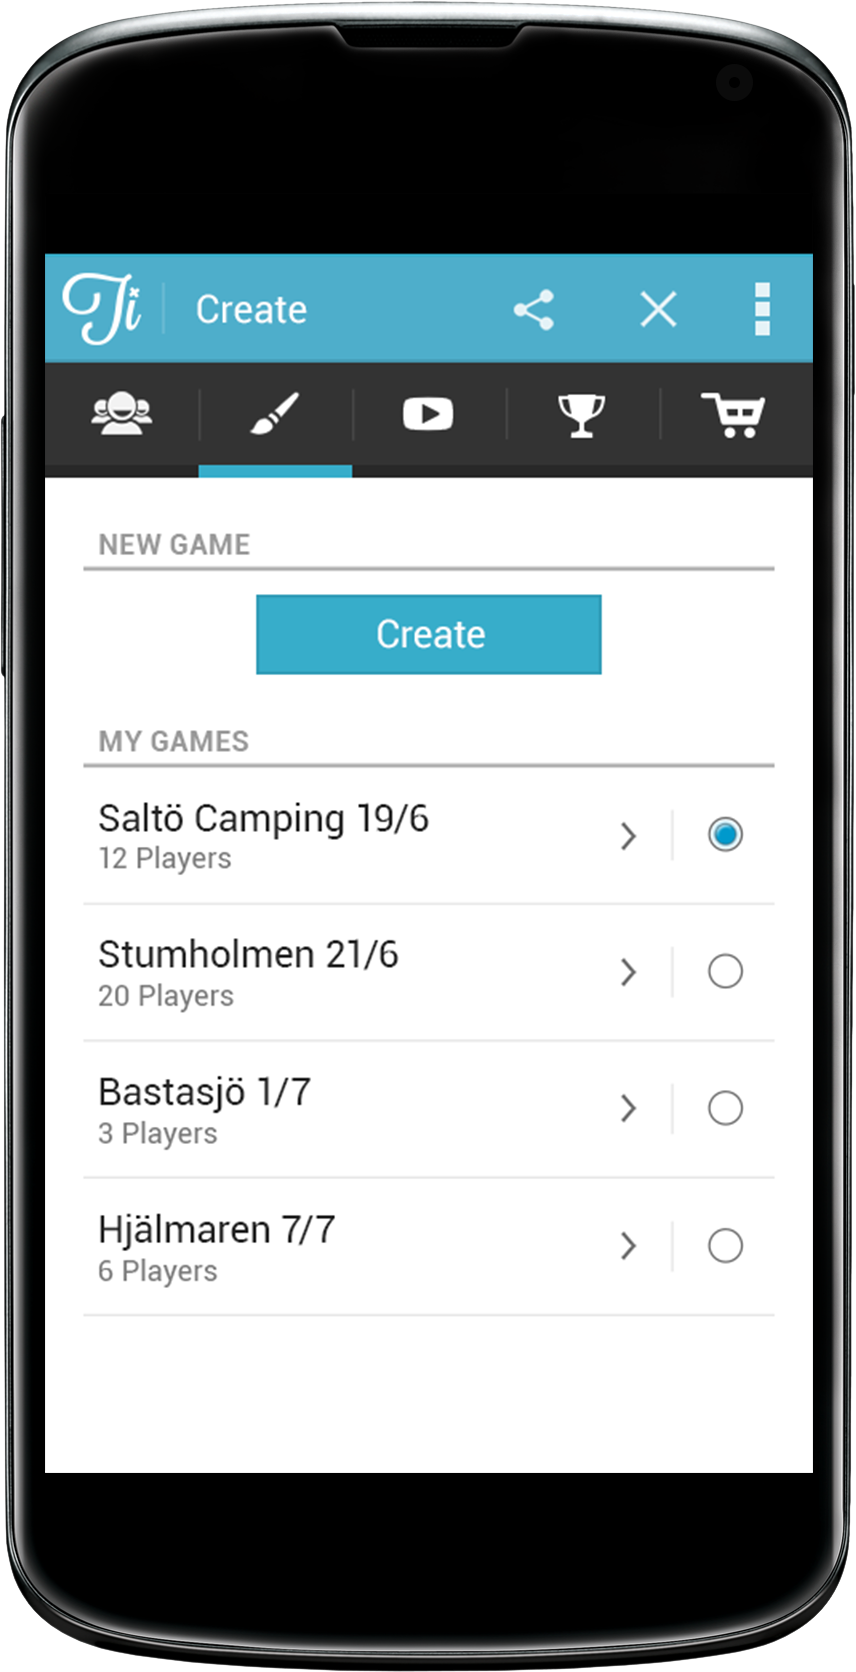 Ti
Create
NEW GAME
Create
MY GAMES
Saltö Camping 19/6
12 Players
Stumholmen 21/6
20 Players
Bastasjö 1/7
3 Players
Hjälmaren 7/7
6 Players